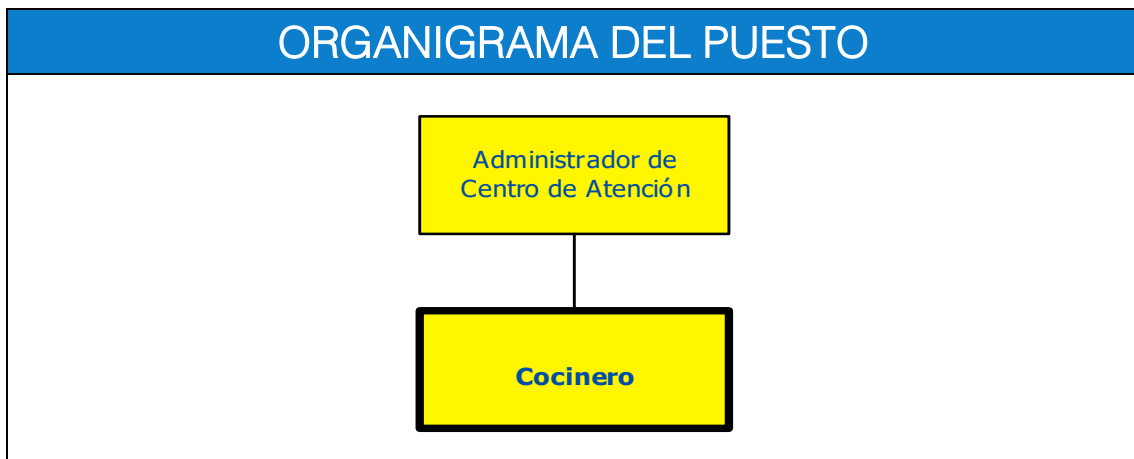 ORGANIGRAMA DEL PUESTO
Administrador de
Centro de Atención
Cocinero